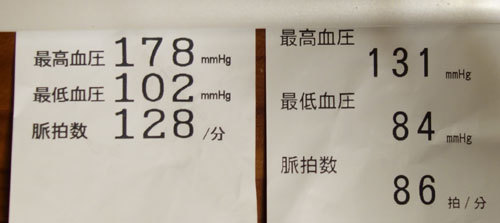 最高血圧 178 mmHg
最低血圧 102 mmHg
脈拍数 128 /分
最高血圧
131 mmHg
最低血圧
84 mmHg
脈拍数
86 拍/分